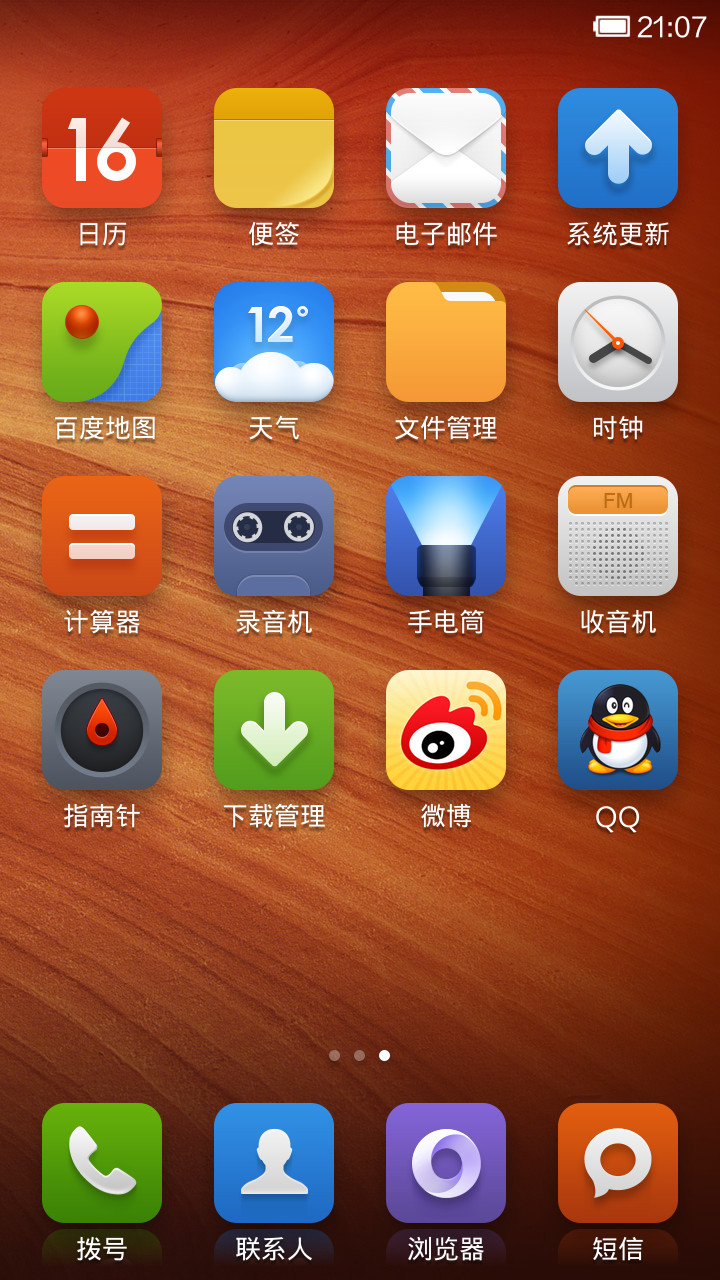 21:07
16
日历
便签
电子邮件
系统更新
12°
百度地图
天气
文件管理
时钟
FM
计算器
录音机
手电筒
收音机
指南针
下载管理
微博
QQ
拨号
联系人
浏览器
短信